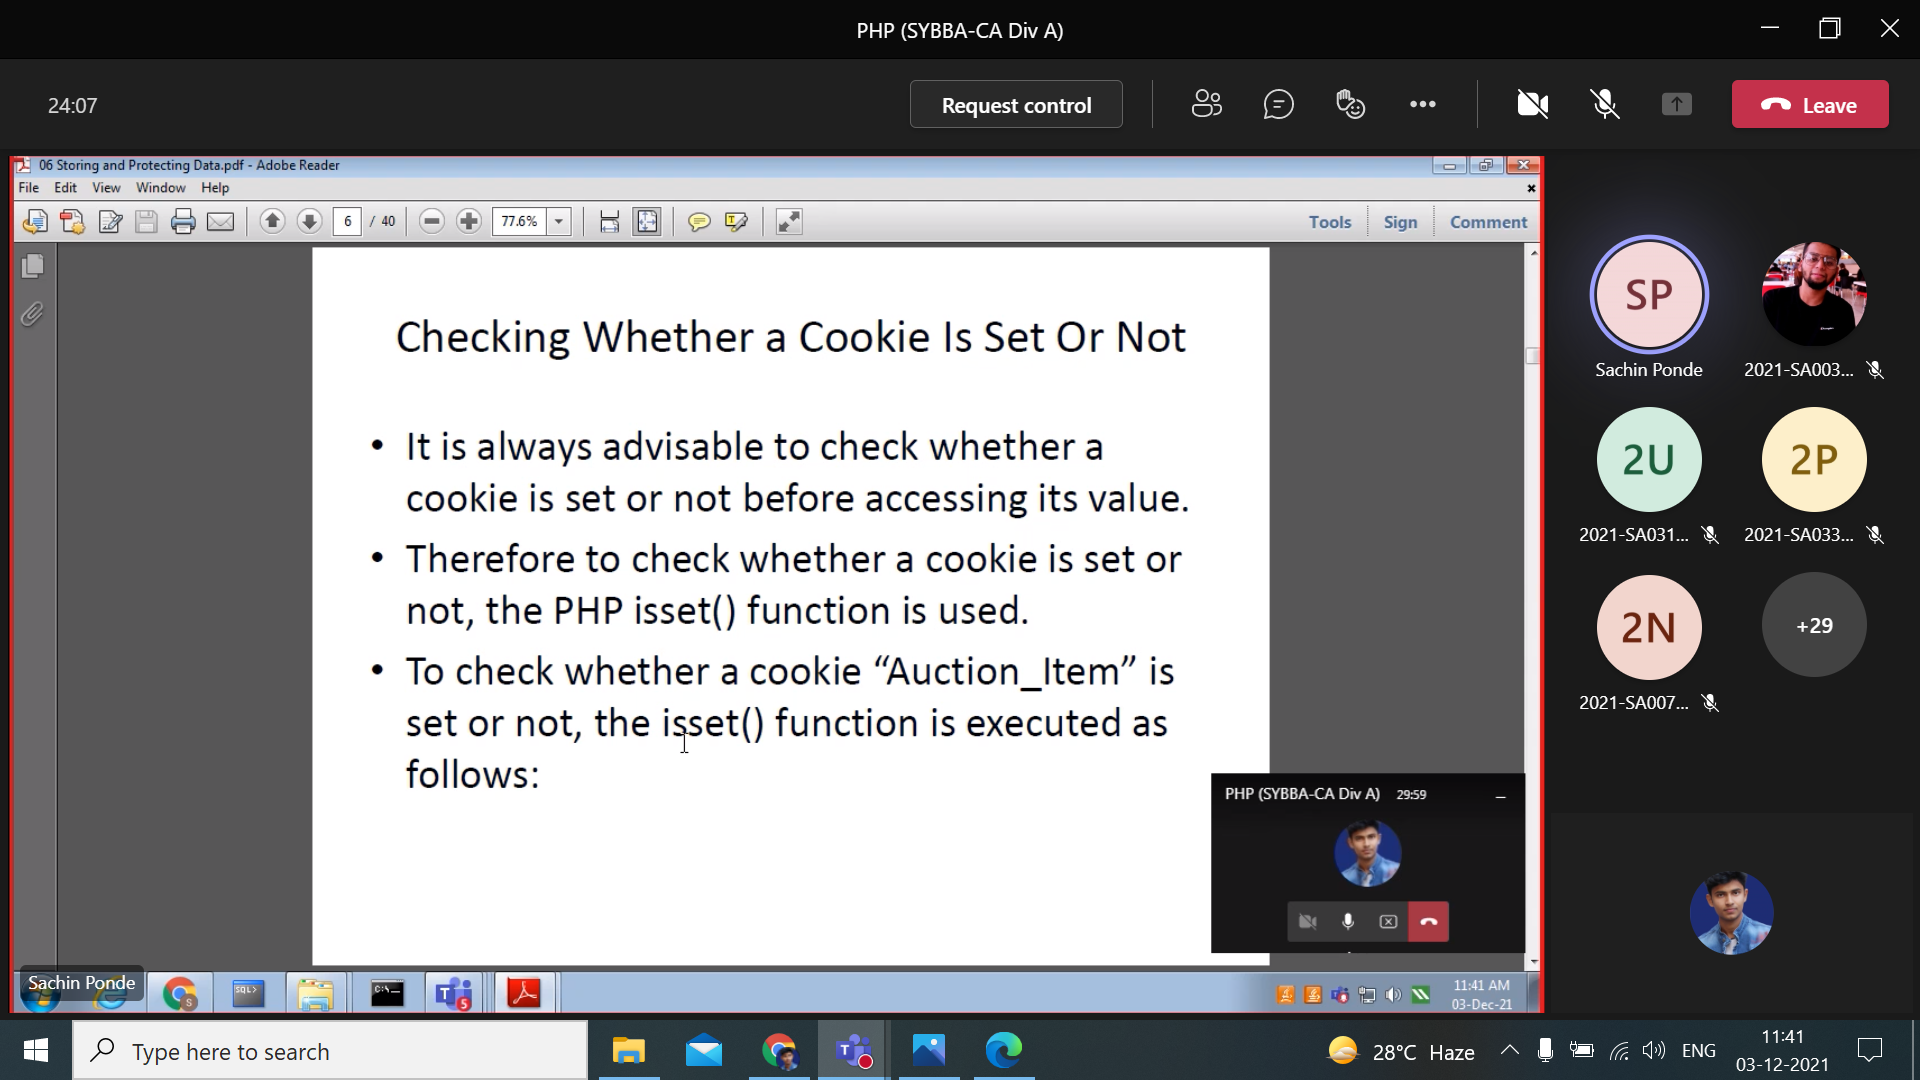 PHP (SYBBA-CA Div A)
24:07
Request control
Leave
06 Storing and Protecting Data.pdf - Adobe Reader
File Edit View Window Help
6 / 40
77.6%
Tools Sign Comment
Checking Whether a Cookie Is Set Or Not
• It is always advisable to check whether a
cookie is set or not before accessing its value.
• Therefore to check whether a cookie is set or
not, the PHP isset() function is used.
• To check whether a cookie “Auction_Item” is
set or not, the isset() function is executed as
follows:
PHP (SYBBA-CA Div A) 29:59
SP
Sachin Ponde
2021-SA003...
2U
2021-SA031...
2P
2021-SA033...
2N
2021-SA007...
+29
Sachin Ponde
SQL>
C:\_
11:41 AM
03-Dec-21
Type here to search
28°C Haze
ENG
11:41
03-12-2021